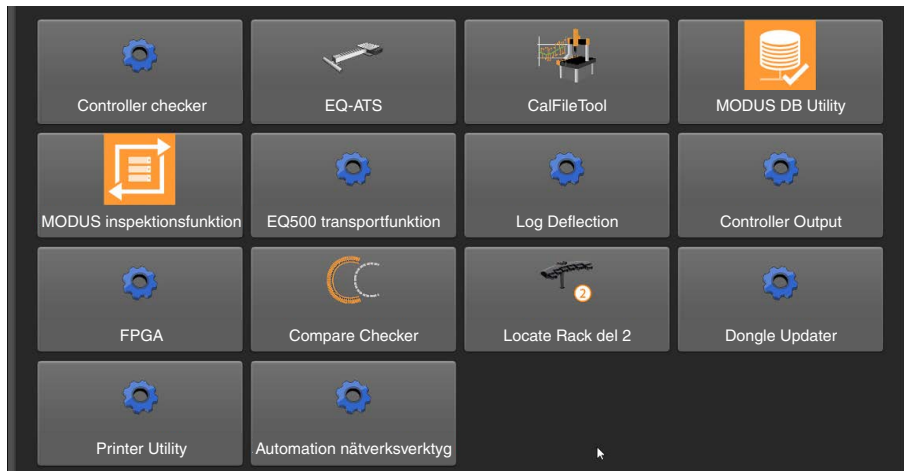 Controller checker
EQ-ATS
CalFileTool
MODUS DB Utility
MODUS inspektionsfunktion
EQ500 transportfunktion
Log Deflection
Controller Output
FPGA
Compare Checker
2
Locate Rack del 2
Dongle Updater
Printer Utility
Automation nätverksverktyg